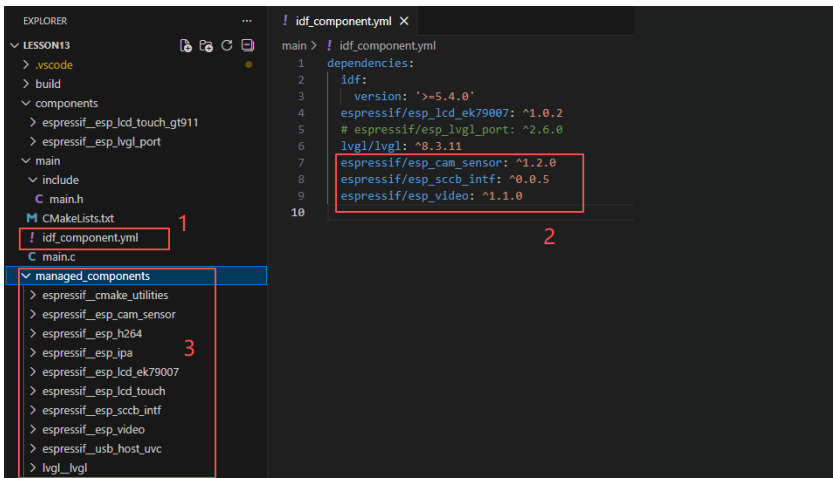 EXPLORER
LESSON13
.vscode
build
components
espressif__esp_lcd_touch_gt911
espressif__esp_lvgl_port
main
include
C main.h
M CMakeLists.txt
! idf_component.yml
C main.c
managed_components
espressif__cmake_utilities
espressif__esp_cam_sensor
espressif__esp_h264
espressif__esp_ipa
espressif__esp_lcd_ek79007
espressif__esp_lcd_touch
espressif__esp_sccb_intf
espressif__esp_video
espressif__usb_host_uvc
lvgl__lvgl
1
3
! idf_component.yml
main > ! idf_component.yml
1 dependencies:
2 idf:
3 version: '>=5.4.0'
4 espressif/esp_lcd_ek79007: ^1.0.2
5 # espressif/esp_lvgl_port: ^2.6.0
6 lvgl/lvgl: ^8.3.11
7 espressif/esp_cam_sensor: ^1.2.0
8 espressif/esp_sccb_intf: ^0.0.5
9 espressif/esp_video: ^1.1.0
10
2